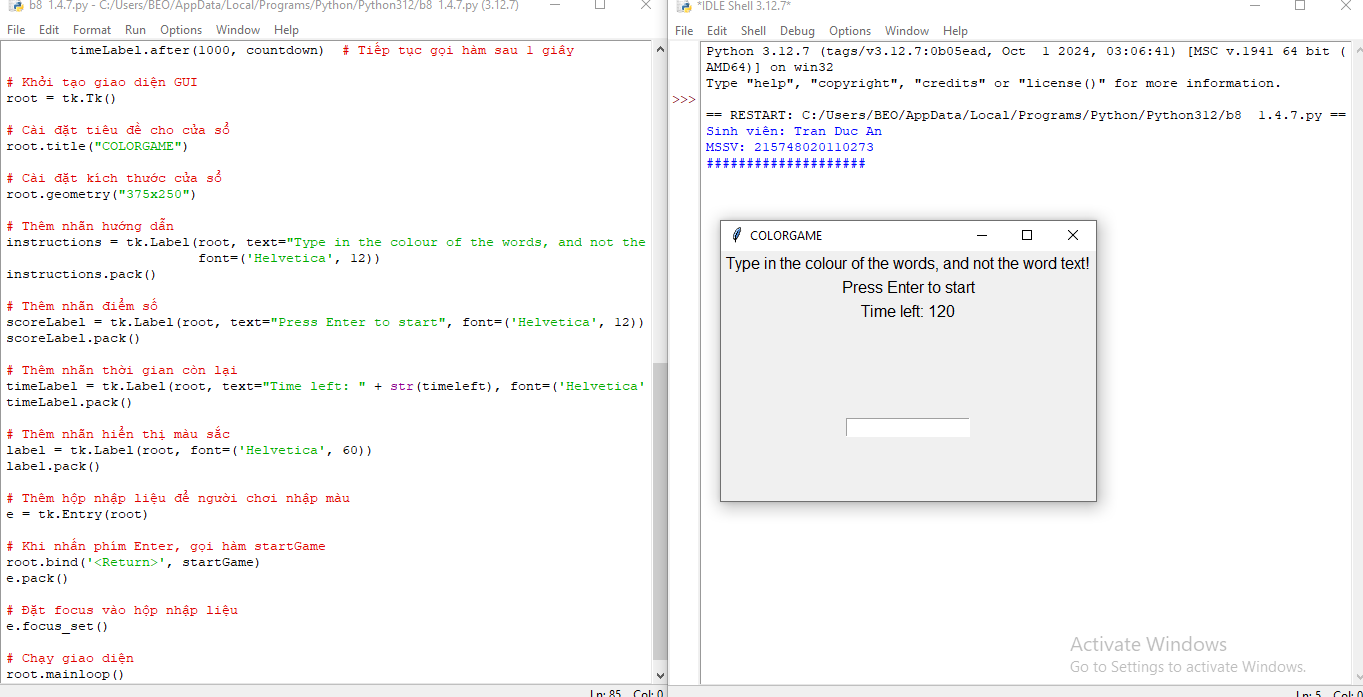 b8 1.4.7.py - C:/Users/BEO/AppData/Local/Programs/Python/Python312/b8 1.4.7.py (3.12.7)
File Edit Format Run Options Window Help
timeLabel.after(1000, countdown)  # Tiếp tục gọi hàm sau 1 giây
# Khởi tạo giao diện GUI
root = tk.Tk()
# Cài đặt tiêu đề cho cửa sổ
root.title("COLORGAME")
# Cài đặt kích thước cửa sổ
root.geometry("375x250")
# Thêm nhãn hướng dẫn
instructions = tk.Label(root, text="Type in the colour of the words, and not the
font=('Helvetica', 12))
instructions.pack()
# Thêm nhãn điểm số
scoreLabel = tk.Label(root, text="Press Enter to start", font=('Helvetica', 12))
scoreLabel.pack()
# Thêm nhãn thời gian còn lại
timeLabel = tk.Label(root, text="Time left: " + str(timeleft), font=('Helvetica'
timeLabel.pack()
# Thêm nhãn hiển thị màu sắc
label = tk.Label(root, font=('Helvetica', 60))
label.pack()
# Thêm hộp nhập liệu để người chơi nhập màu
e = tk.Entry(root)
# Khi nhấn phím Enter, gọi hàm startGame
root.bind('<Return>', startGame)
e.pack()
# Đặt focus vào hộp nhập liệu
e.focus_set()
# Chạy giao diện
root.mainloop()
Ln: 85 Col: 0
*IDLE Shell 3.12.7*
File Edit Shell Debug Options Window Help
Python 3.12.7 (tags/v3.12.7:0b05ead, Oct  1 2024, 03:06:41) [MSC v.1941 64 bit (
AMD64)] on win32
Type "help", "copyright", "credits" or "license()" for more information.
>>>
== RESTART: C:/Users/BEO/AppData/Local/Programs/Python/Python312/b8  1.4.7.py ==
Sinh viên: Tran Duc An
MSSV: 215748020110273
####################
COLORGAME
Type in the colour of the words, and not the word text!
Press Enter to start
Time left: 120
Activate Windows
Go to Settings to activate Windows.
Ln: 5 Col: 0